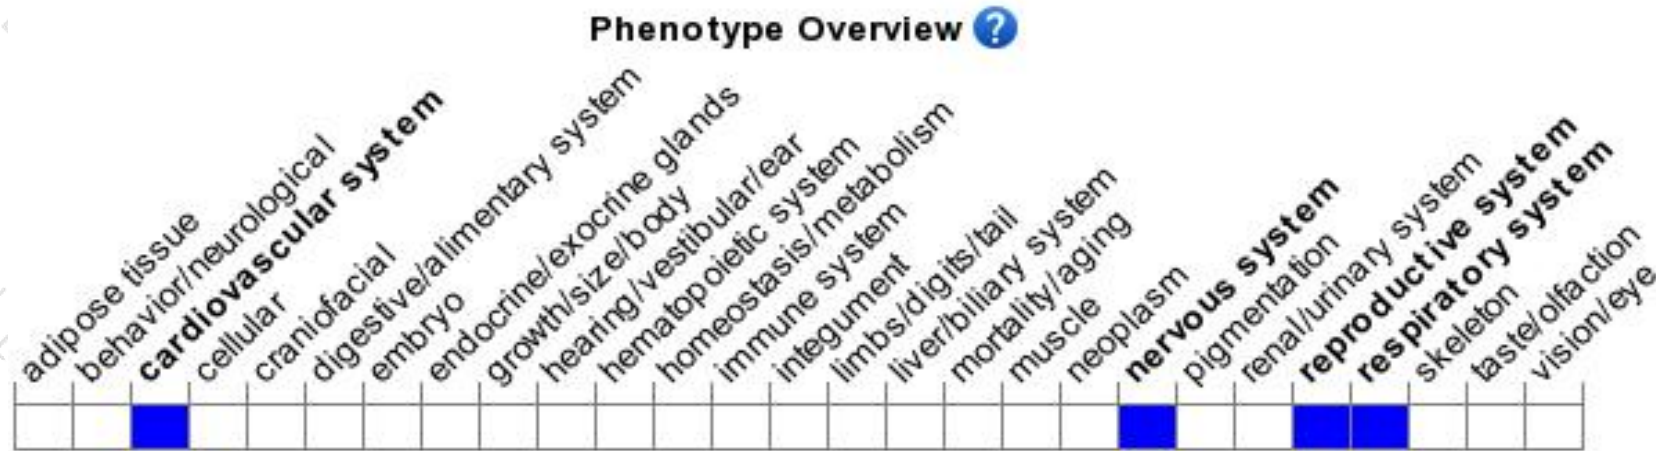 Phenotype Overview ?
adipose tissue
behavior/neurological
cardiovascular system
cellular
craniofacial
digestive/alimentary system
embryo
endocrine/exocrine glands
growth/size/body
hearing/vestibular/ear
hematopoietic system
homeostasis/metabolism
immune system
integument
limbs/digits/tail
liver/biliary system
mortality/aging
muscle
neoplasm
nervous system
pigmentation
renal/urinary system
reproductive system
respiratory system
skeleton
taste/olfaction
vision/eye